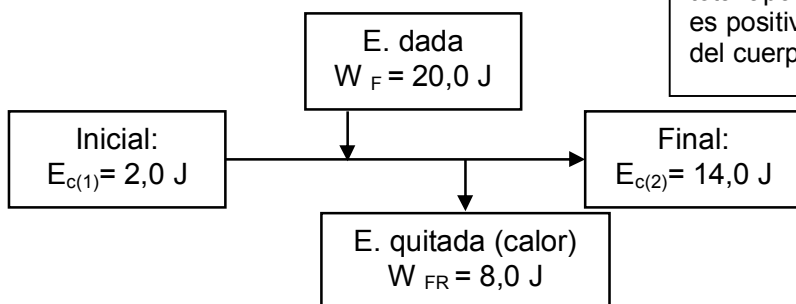 es positiv
del cuerp
E. dada
W F = 20,0 J
Inicial:
Ec(1)= 2,0 J
Final:
Ec(2)= 14,0 J
E. quitada (calor)
W FR = 8,0 J